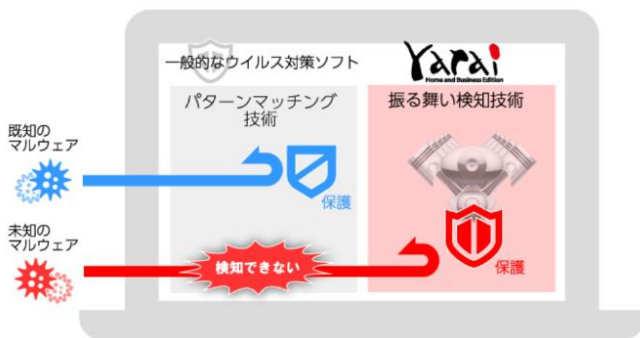 一般的なウイルス対策ソフト
Yarai
Home and Business Edition
パターンマッチング
技術
振る舞い検知技術
既知の
マルウェア
保護
未知の
マルウェア
検知できない
保護